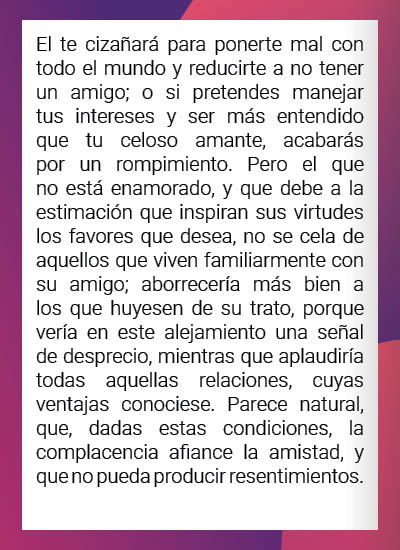 El te cizañará para ponerte mal con
todo el mundo y reducirte a no tener
un amigo; o si pretendes manejar
tus intereses y ser más entendido
que tu celoso amante, acabarás
por un rompimiento. Pero el que
no está enamorado, y que debe a la
estimación que inspiran sus virtudes
los favores que desea, no se cela de
aquellos que viven familiarmente con
su amigo; aborrecería más bien a
los que huyesen de su trato, porque
vería en este alejamiento una señal
de desprecio, mientras que aplaudiría
todas aquellas relaciones, cuyas
ventajas conociese. Parece natural,
que, dadas estas condiciones, la
complacencia afiance la amistad, y
que no pueda producir resentimientos.